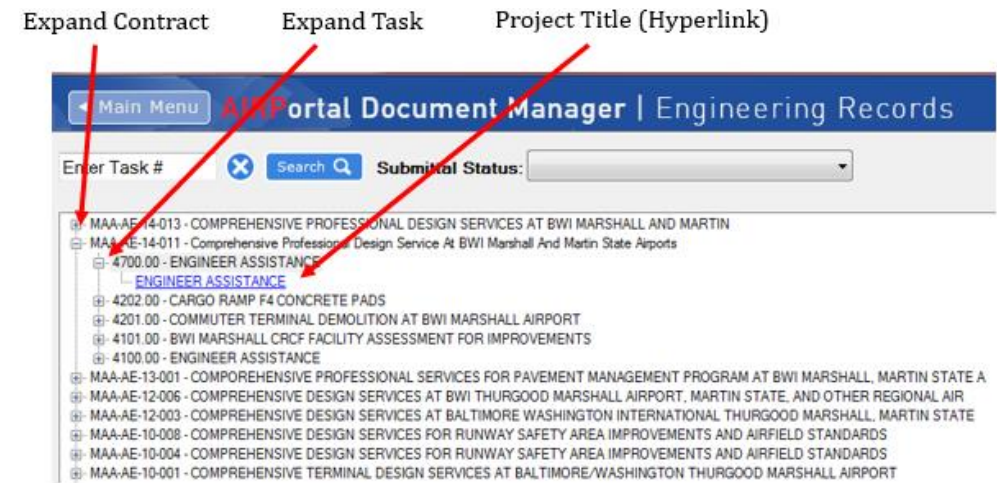 Expand Contract Expand Task Project Title (Hyperlink)
Main Menu AIRPortal Document Manager | Engineering Records
Enter Task # Search Submittal Status:
MAA-AE-14-013 - COMPREHENSIVE PROFESSIONAL DESIGN SERVICES AT BWI MARSHALL AND MARTIN
MAA-AE-14-011 - Comprehensive Professional Design Service At BWI Marshall And Martin State Airports
4700.00 - ENGINEER ASSISTANCE
ENGINEER ASSISTANCE
4202.00 - CARGO RAMP F4 CONCRETE PADS
4201.00 - COMMUTER TERMINAL DEMOLITION AT BWI MARSHALL AIRPORT
4101.00 - BWI MARSHALL CRCF FACILITY ASSESSMENT FOR IMPROVEMENTS
4100.00 - ENGINEER ASSISTANCE
MAA-AE-13-001 - COMPOREHENSIVE PROFESSIONAL SERVICES FOR PAVEMENT MANAGEMENT PROGRAM AT BWI MARSHALL, MARTIN STATE A
MAA-AE-12-006 - COMPREHENSIVE DESIGN SERVICES AT BWI THURGOOD MARSHALL AIRPORT, MARTIN STATE, AND OTHER REGIONAL AIR
MAA-AE-12-003 - COMPREHENSIVE DESIGN SERVICES AT BALTIMORE WASHINGTON INTERNATIONAL THURGOOD MARSHALL, MARTIN STATE
MAA-AE-10-008 - COMPREHENSIVE DESIGN SERVICES FOR RUNWAY SAFETY AREA IMPROVEMENTS AND AIRFIELD STANDARDS
MAA-AE-10-004 - COMPREHENSIVE DESIGN SERVICES FOR RUNWAY SAFETY AREA IMPROVEMENTS AND AIRFIELD STANDARDS
MAA-AE-10-001 - COMPREHENSIVE TERMINAL DESIGN SERVICES AT BALTIMORE/WASHINGTON THURGOOD MARSHALL AIRPORT